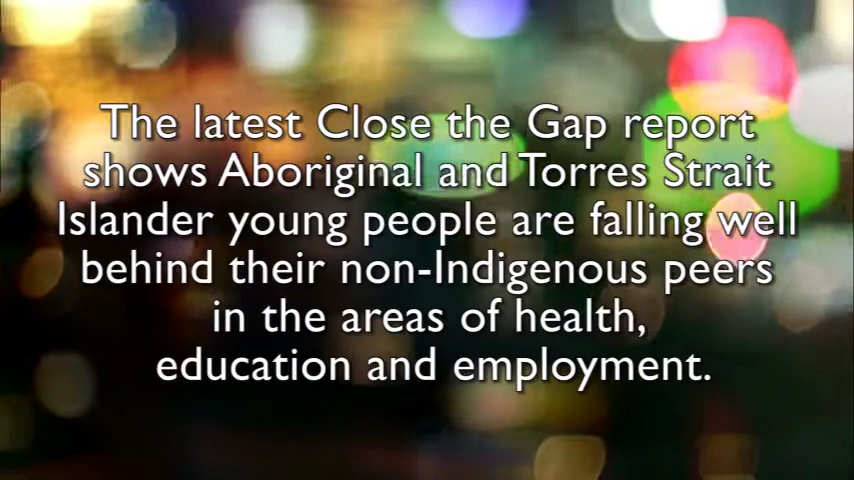 The latest Close the Gap report
shows Aboriginal and Torres Strait
Islander young people are falling well
behind their non-Indigenous peers
in the areas of health,
education and employment.